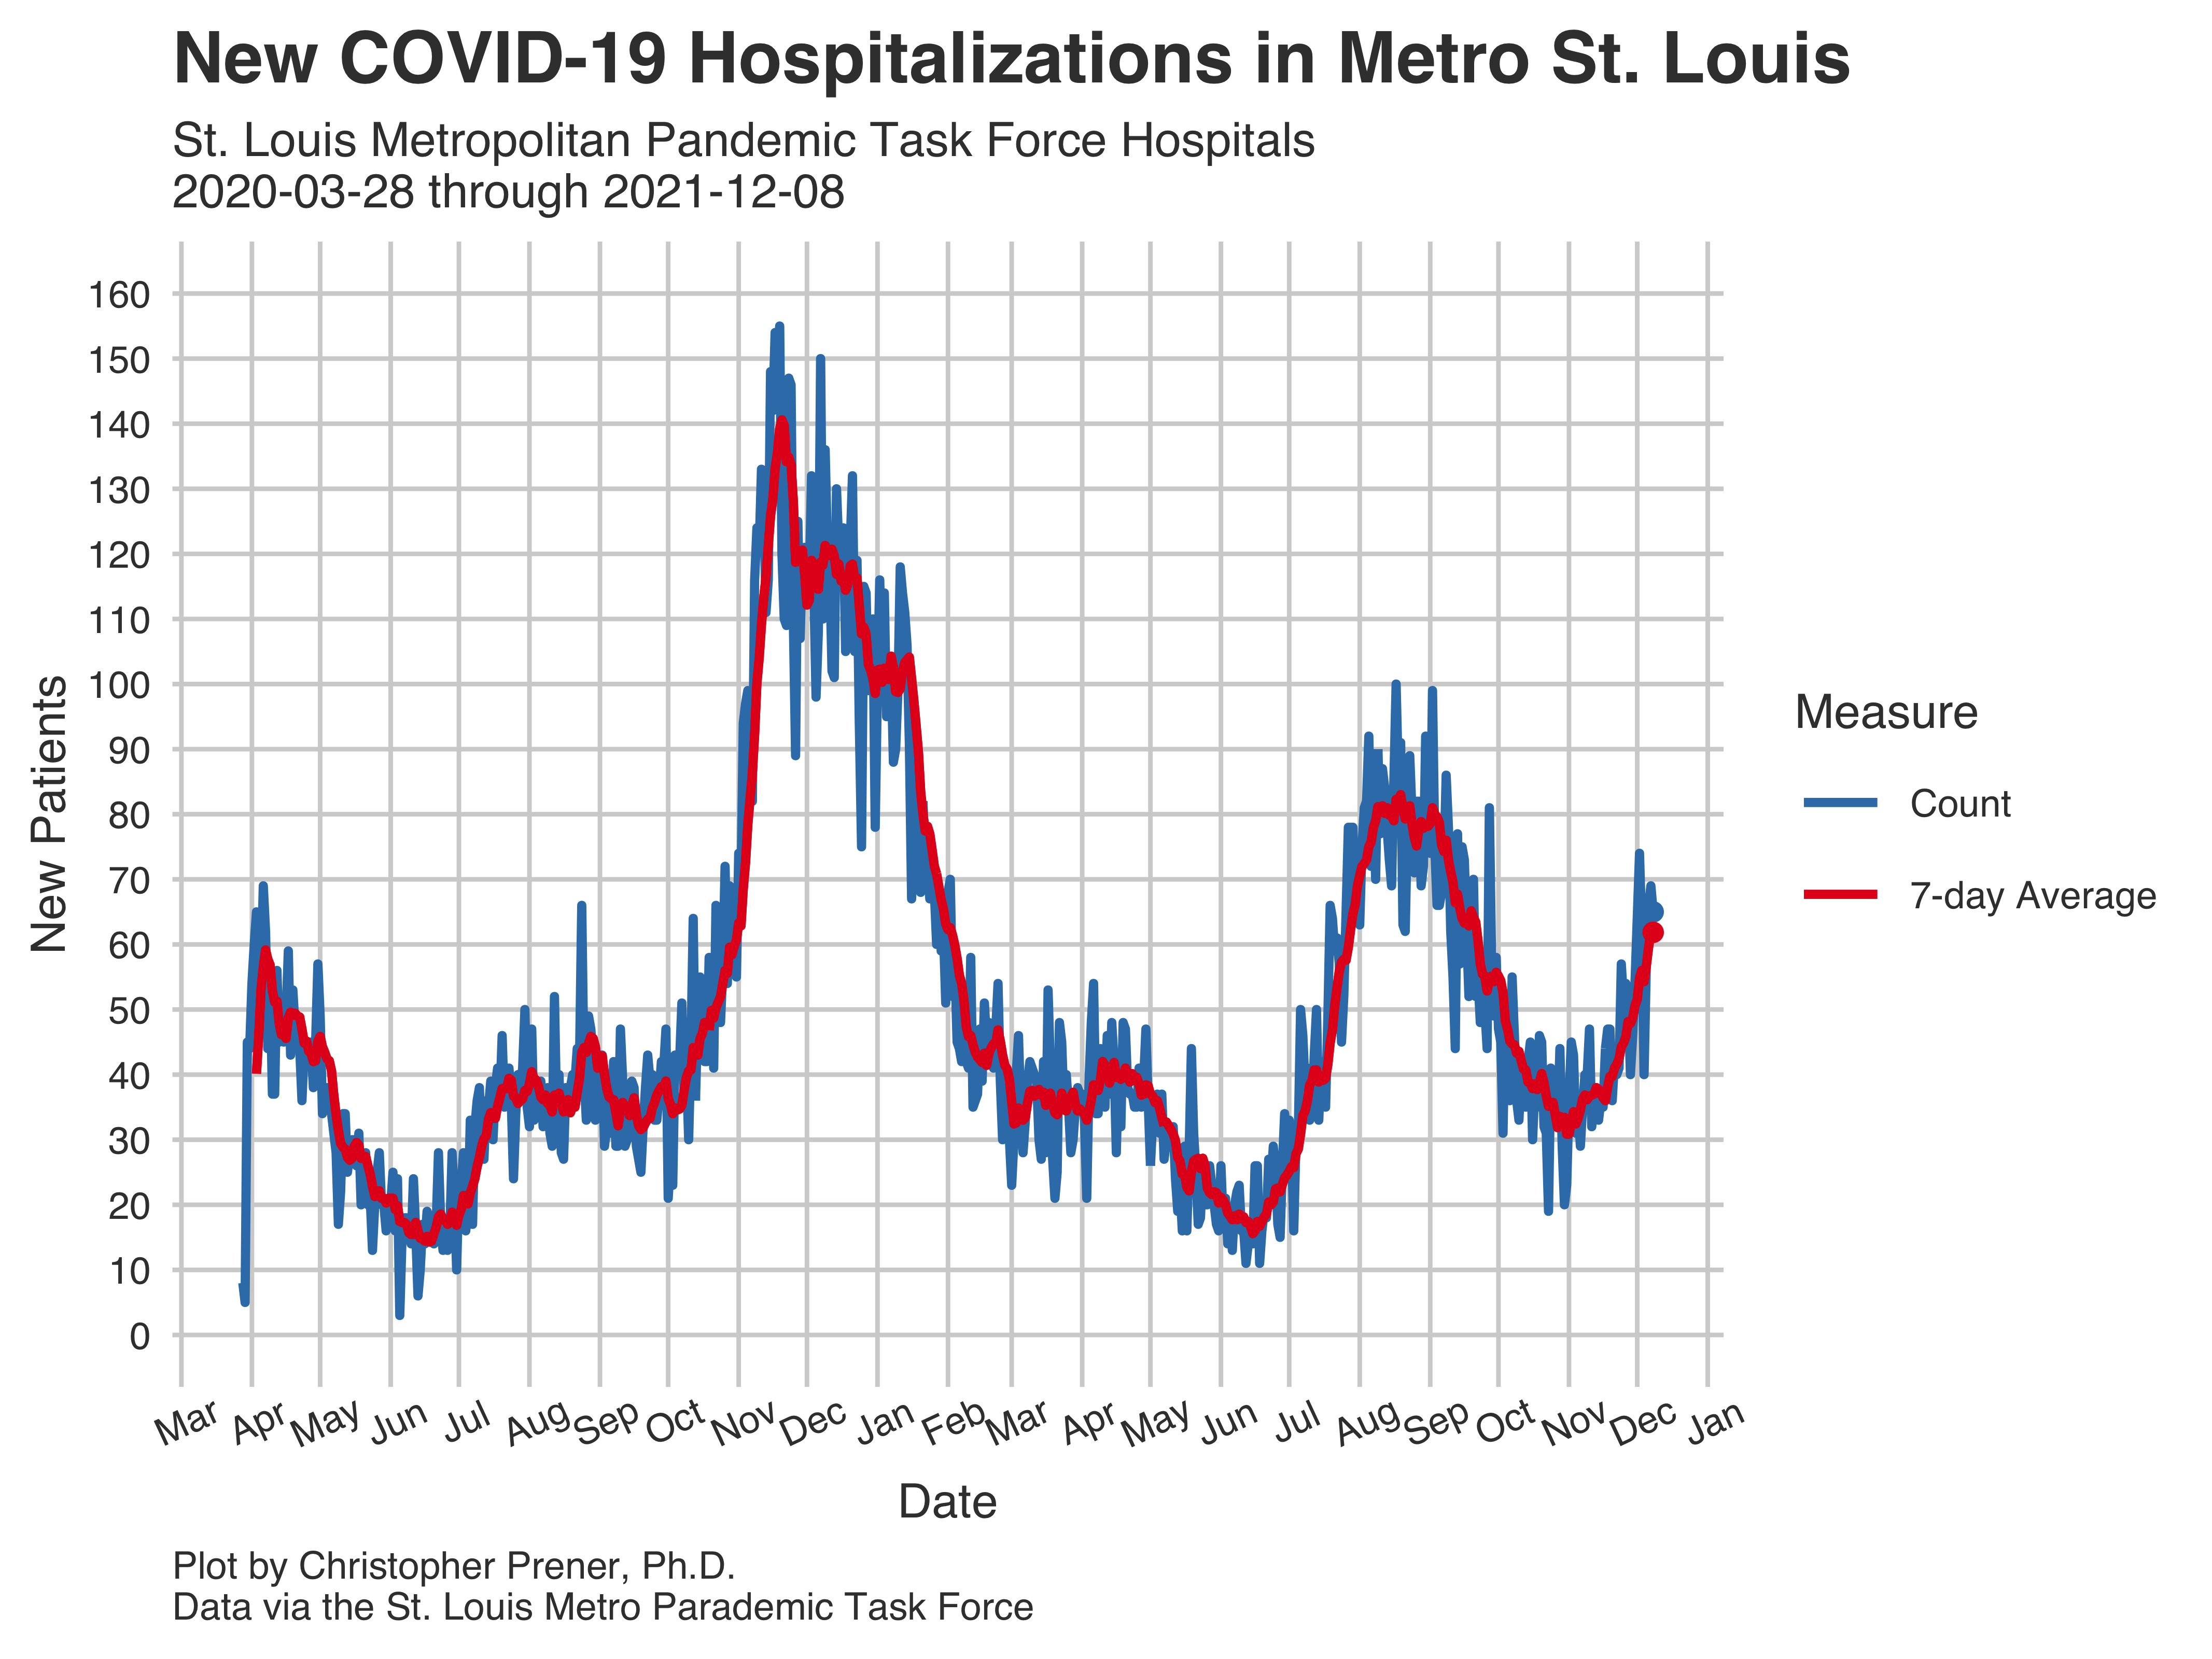 New COVID-19 Hospitalizations in Metro St. Louis
St. Louis Metropolitan Pandemic Task Force Hospitals
2020-03-28 through 2021-12-08
160
150
140
130
120
110
100
90
80
70
60
50
40
30
20
10
0
New Patients
Mar Apr May Jun Jul Aug Sep Oct Nov Dec Jan Feb Mar Apr May Jun Jul Aug Sep Oct Nov Dec Jan
Date
Measure
Count
7-day Average
Plot by Christopher Prener, Ph.D.
Data via the St. Louis Metro Parademic Task Force